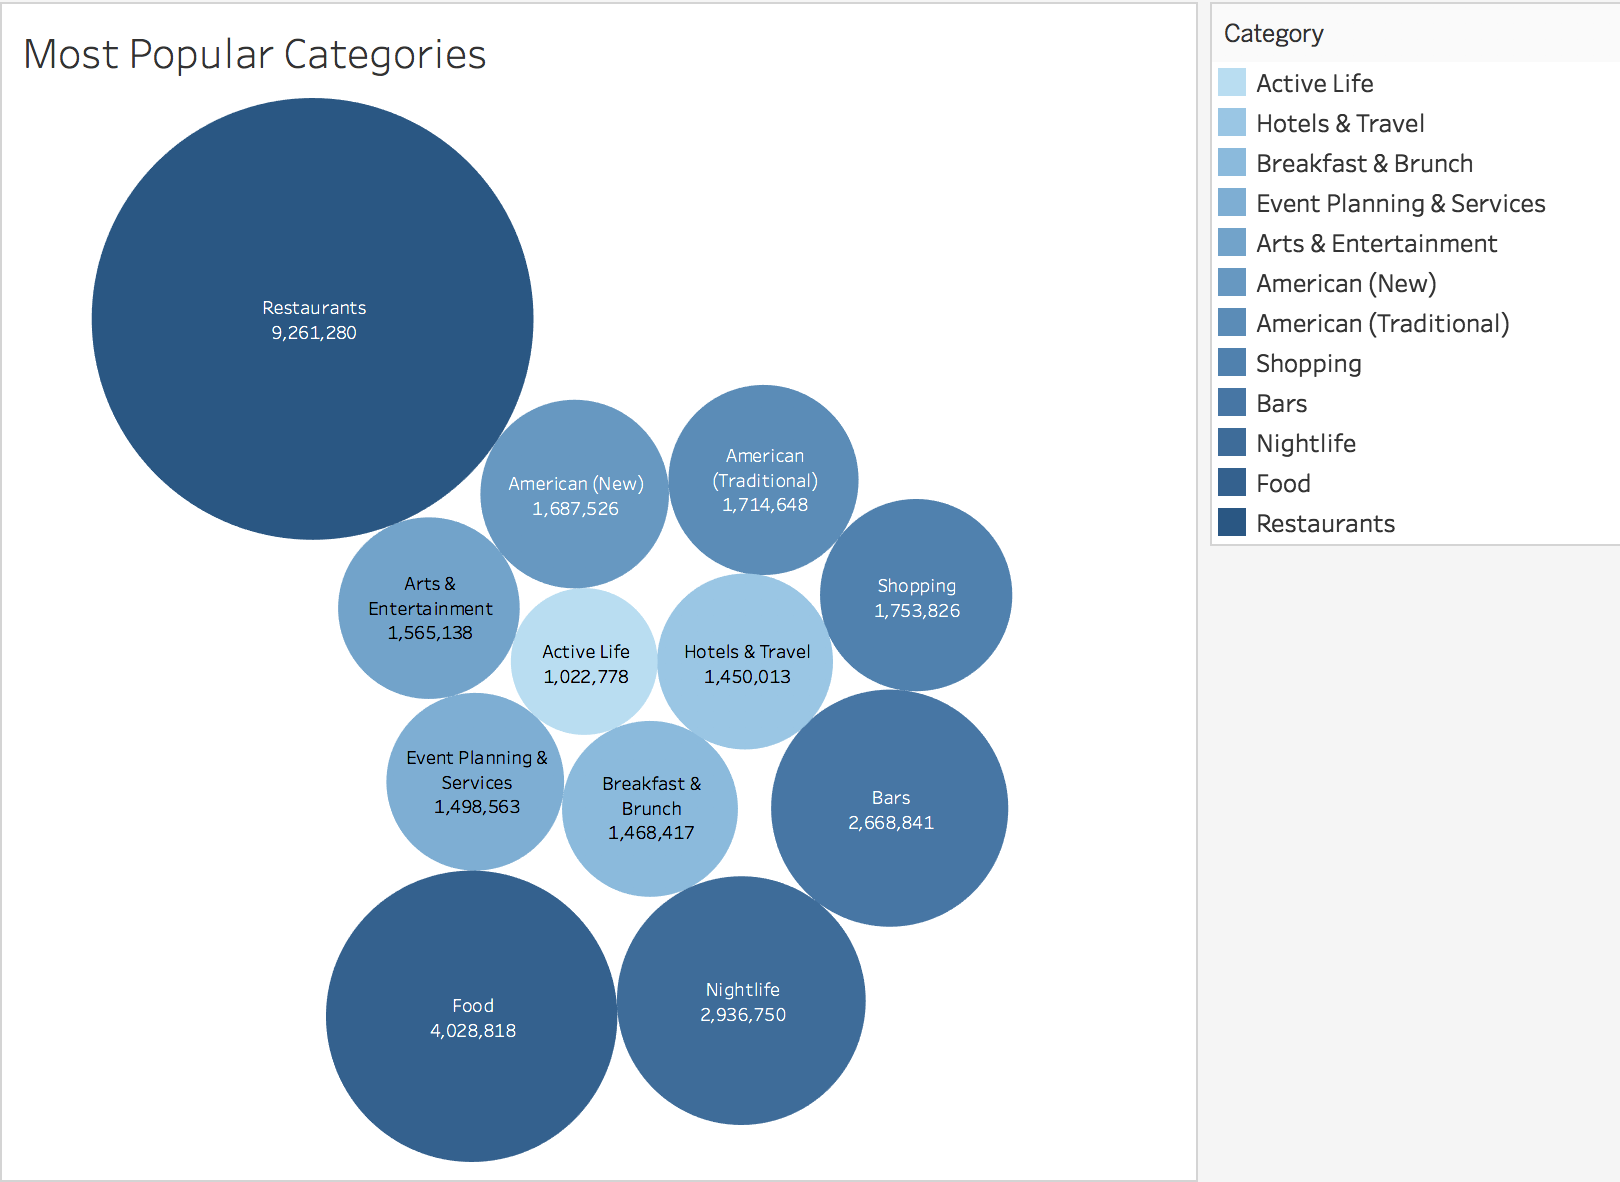 Most Popular Categories
Restaurants
9,261,280
American (New)
1,687,526
American
(Traditional)
1,714,648
Shopping
1,753,826
Arts &
Entertainment
1,565,138
Active Life
1,022,778
Hotels & Travel
1,450,013
Event Planning &
Services
1,498,563
Breakfast &
Brunch
1,468,417
Bars
2,668,841
Food
4,028,818
Nightlife
2,936,750
Category
Active Life
Hotels & Travel
Breakfast & Brunch
Event Planning & Services
Arts & Entertainment
American (New)
American (Traditional)
Shopping
Bars
Nightlife
Food
Restaurants